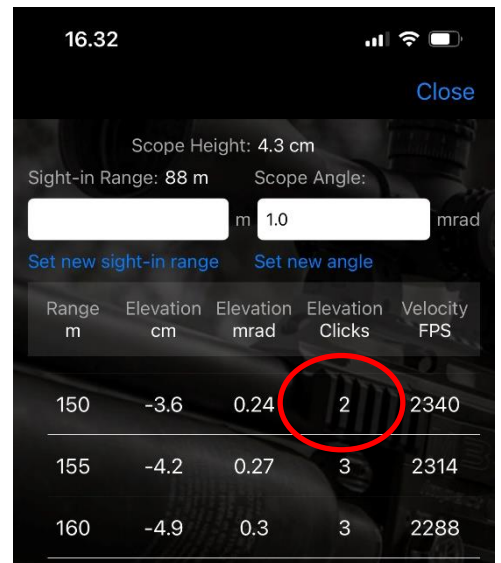 16.32
Close
Scope Height: 4.3 cm
Sight-in Range: 88 m Scope Angle:
m 1.0 mrad
Set new sight-in range Set new angle
Range Elevation Elevation Elevation Velocity
m cm mrad Clicks FPS
150 -3.6 0.24 2 2340
155 -4.2 0.27 3 2314
160 -4.9 0.3 3 2288